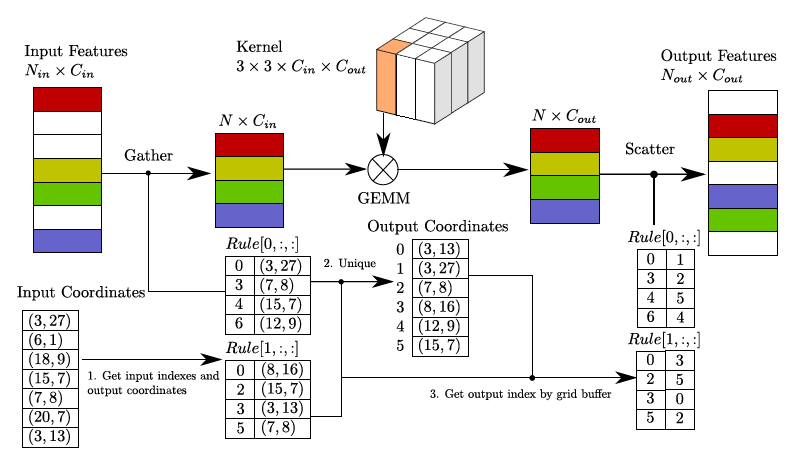 Input Features
N_in × C_in
Kernel
3 × 3 × C_in × C_out
Output Features
N_out × C_out
N × C_in
N × C_out
Gather
Scatter
GEMM
Rule[0,:,:]
0 (3, 27)
3 (7, 8)
4 (15, 7)
6 (12, 9)
2. Unique
Output Coordinates
0 (3, 13)
1 (3, 27)
2 (7, 8)
3 (8, 16)
4 (12, 9)
5 (15, 7)
Rule[0,:,:]
0 1
3 2
4 5
6 4
Input Coordinates
(3, 27)
(6, 1)
(18, 9)
(15, 7)
(7, 8)
(20, 7)
(3, 13)
1. Get input indexes and
output coordinates
Rule[1,:,:]
0 (8, 16)
2 (15, 7)
3 (3, 13)
5 (7, 8)
3. Get output index by grid buffer
Rule[1,:,:]
0 3
2 5
3 0
5 2